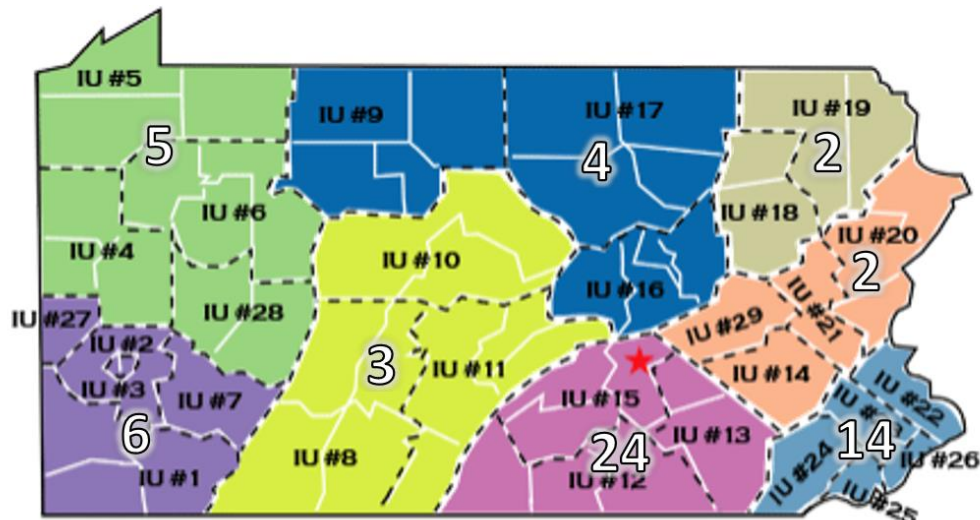 IU #5
IU #9
IU #17
IU #19
5
4
2
IU #6
IU #18
IU #4
IU #10
IU #20
2
IU #16
IU #27
IU #28
IU #29
IU #21
IU #2
3
IU #11
IU #14
IU #3
IU #7
IU #15
IU #22
6
IU #13
24
14
IU #8
IU #1
IU #12
IU #24
IU #26
IU #25